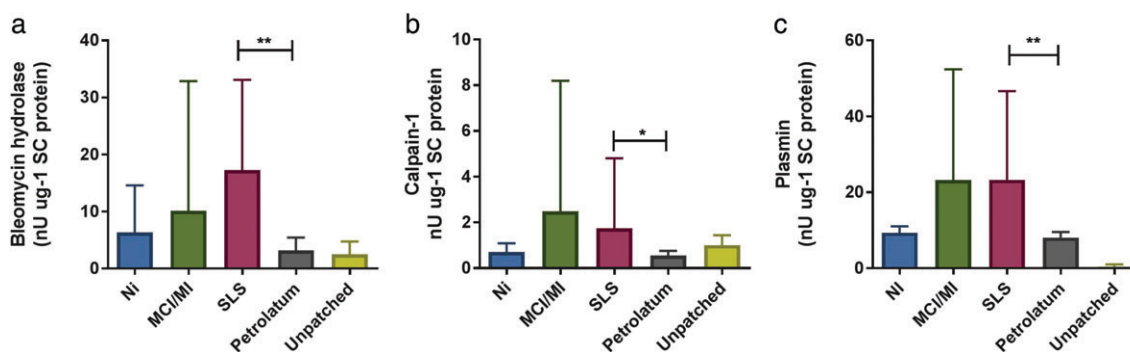 a
Bleomycin hydrolase
(nU ug-1 SC protein)
40
30
20
10
0
**
Ni
MCI/MI
SLS
Petrolatum
Unpatched
b
Calpain-1
nU ug-1 SC protein
10
8
6
4
2
0
*
Ni
MCI/MI
SLS
Petrolatum
Unpatched
c
Plasmin
(nU ug-1 SC protein)
60
40
20
0
**
NI
MCI/MI
SLS
Petrolatum
Unpatched